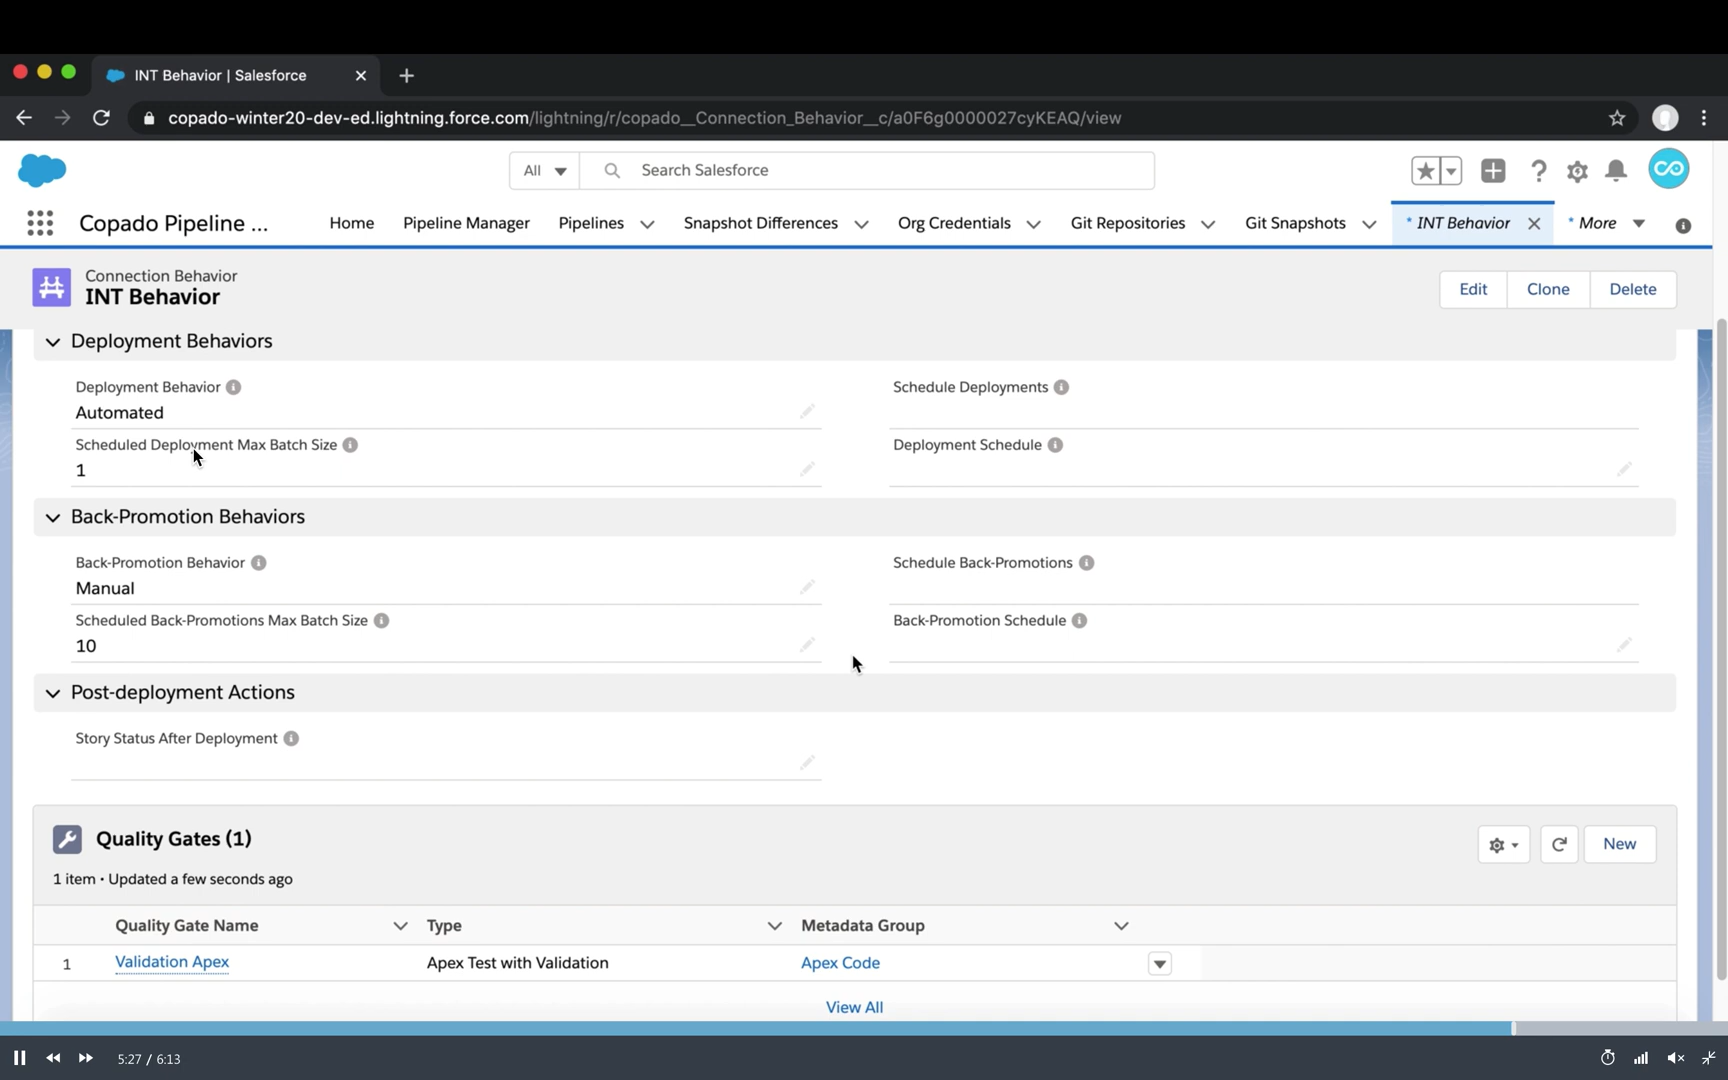 INT Behavior | Salesforce
copado-winter20-dev-ed.lightning.force.com/lightning/r/copado__Connection_Behavior__c/a0F6g0000027cyKEAQ/view
All Search Salesforce
Copado Pipeline ... Home Pipeline Manager Pipelines Snapshot Differences Org Credentials Git Repositories Git Snapshots * INT Behavior * More
Connection Behavior
INT Behavior
Edit Clone Delete
Deployment Behaviors
Deployment Behavior Schedule Deployments
Automated
Scheduled Deployment Max Batch Size Deployment Schedule
1
Back-Promotion Behaviors
Back-Promotion Behavior Schedule Back-Promotions
Manual
Scheduled Back-Promotions Max Batch Size Back-Promotion Schedule
10
Post-deployment Actions
Story Status After Deployment
Quality Gates (1)
New
1 item • Updated a few seconds ago
Quality Gate Name Type Metadata Group
1 Validation Apex Apex Test with Validation Apex Code
View All
5:27 / 6:13